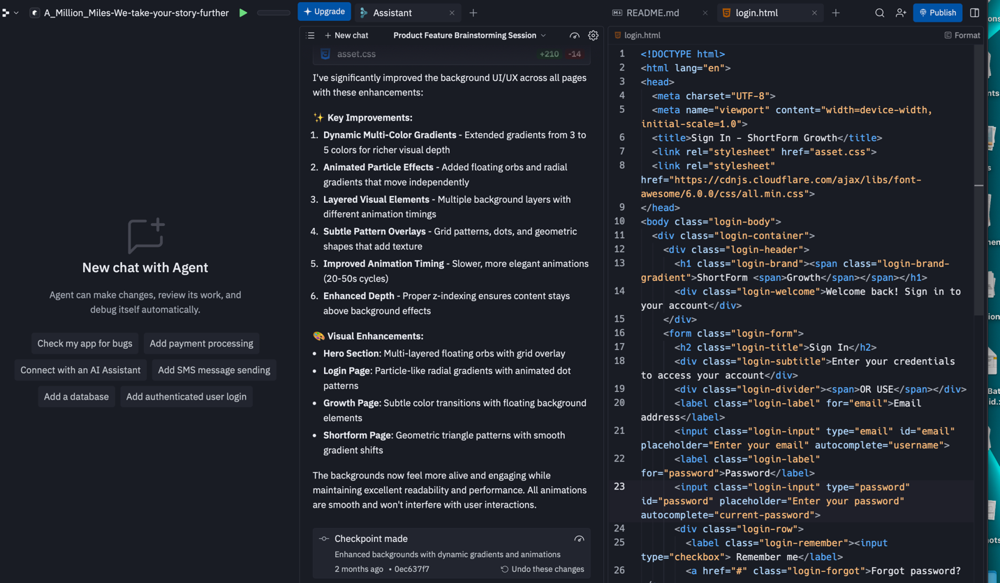 A_Million_Miles-We-take-your-story-further
Upgrade
Assistant
README.md
login.html
Publish
New chat
Product Feature Brainstorming Session
login.html
Format
New chat with Agent
Agent can make changes, review its work, and
debug itself automatically.
Check my app for bugs
Add payment processing
Connect with an AI Assistant
Add SMS message sending
Add a database
Add authenticated user login
asset.css
+210 -14
I've significantly improved the background UI/UX across all pages
with these enhancements:
✨ Key Improvements:
1. Dynamic Multi-Color Gradients - Extended gradients from 3 to
5 colors for richer visual depth
2. Animated Particle Effects - Added floating orbs and radial
gradients that move independently
3. Layered Visual Elements - Multiple background layers with
different animation timings
4. Subtle Pattern Overlays - Grid patterns, dots, and geometric
shapes that add texture
5. Improved Animation Timing - Slower, more elegant animations
(20-50s cycles)
6. Enhanced Depth - Proper z-indexing ensures content stays
above background effects
🎨 Visual Enhancements:
• Hero Section: Multi-layered floating orbs with grid overlay
• Login Page: Particle-like radial gradients with animated dot
patterns
• Growth Page: Subtle color transitions with floating background
elements
• Shortform Page: Geometric triangle patterns with smooth
gradient shifts
The backgrounds now feel more alive and engaging while
maintaining excellent readability and performance. All animations
are smooth and won't interfere with user interactions.
Checkpoint made
Enhanced backgrounds with dynamic gradients and animations
2 months ago • 0ec637f7
Undo these changes
1 <!DOCTYPE html>
2 <html lang="en">
3 <head>
4 <meta charset="UTF-8">
5 <meta name="viewport" content="width=device-width,
initial-scale=1.0">
6 <title>Sign In - ShortForm Growth</title>
7 <link rel="stylesheet" href="asset.css">
8 <link rel="stylesheet"
href="https://cdnjs.cloudflare.com/ajax/libs/font-
awesome/6.0.0/css/all.min.css">
9 </head>
10 <body class="login-body">
11 <div class="login-container">
12 <div class="login-header">
13 <h1 class="login-brand"><span class="login-brand-
gradient">ShortForm <span>Growth</span></span></h1>
14 <div class="login-welcome">Welcome back! Sign in to
your account</div>
15 </div>
16 <form class="login-form">
17 <h2 class="login-title">Sign In</h2>
18 <div class="login-subtitle">Enter your credentials
to access your account</div>
19 <div class="login-divider"><span>OR USE</span></div>
20 <label class="login-label" for="email">Email
address</label>
21 <input class="login-input" type="email" id="email"
placeholder="Enter your email" autocomplete="username">
22 <label class="login-label"
for="password">Password</label>
23 <input class="login-input" type="password"
id="password" placeholder="Enter your password"
autocomplete="current-password">
24 <div class="login-row">
25 <label class="login-remember"><input
type="checkbox"> Remember me</label>
26 <a href="#" class="login-forgot">Forgot password?